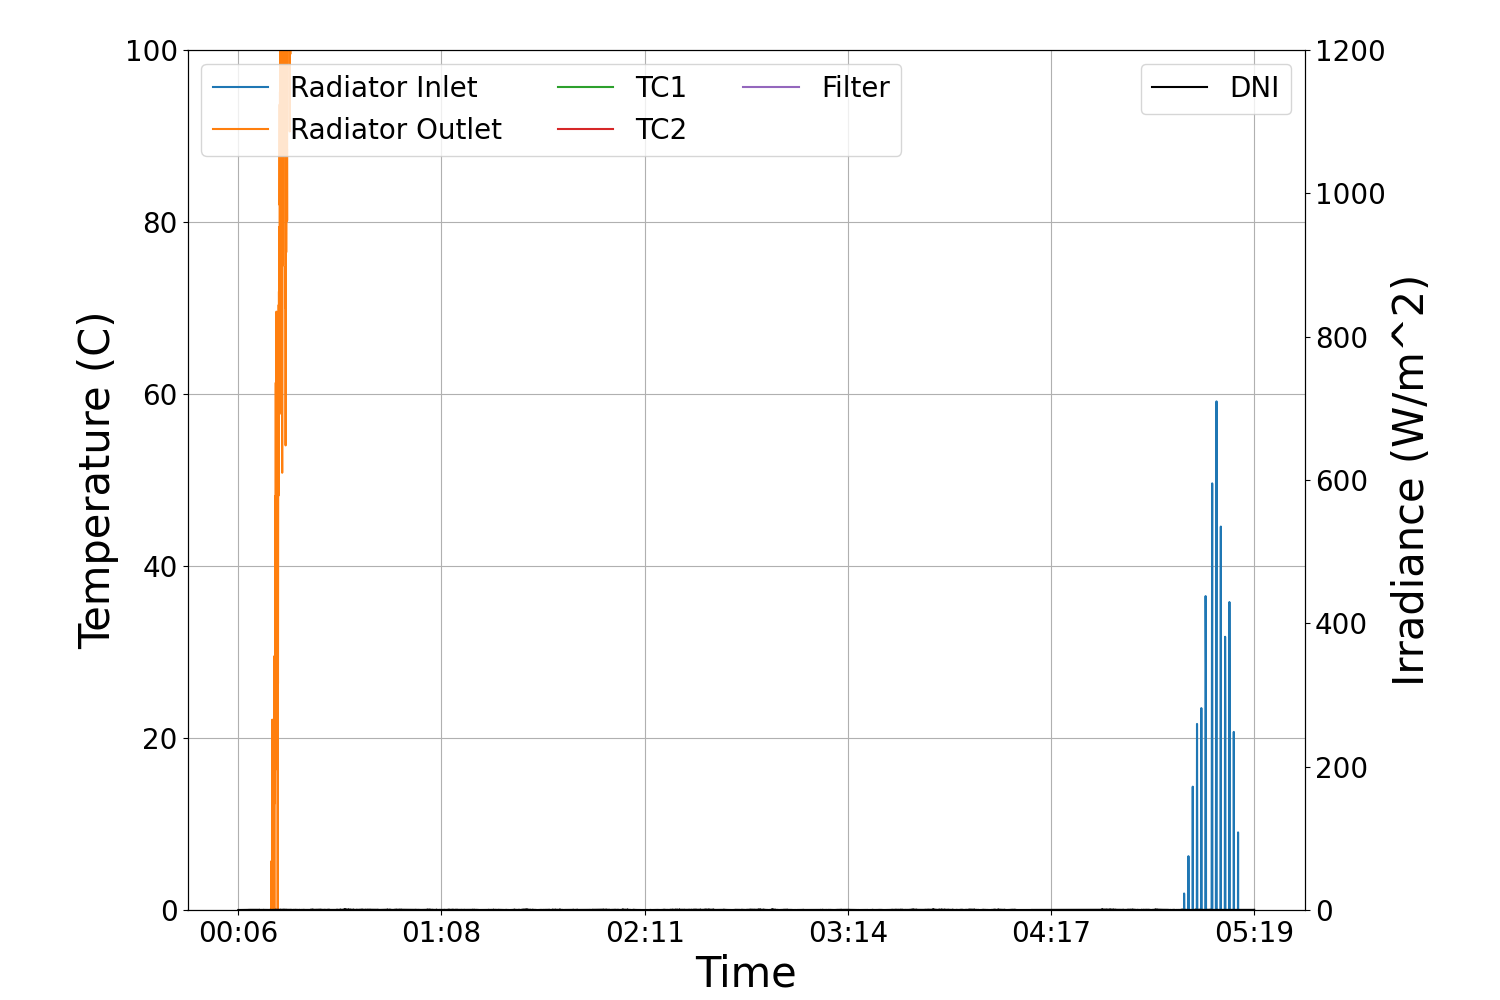 Radiator Inlet
Radiator Outlet
TC1
TC2
Filter
DNI
Temperature (C)
100
80
60
40
20
0
Irradiance (W/m^2)
1200
1000
800
600
400
200
0
00:06 01:08 02:11 03:14 04:17 05:19
Time